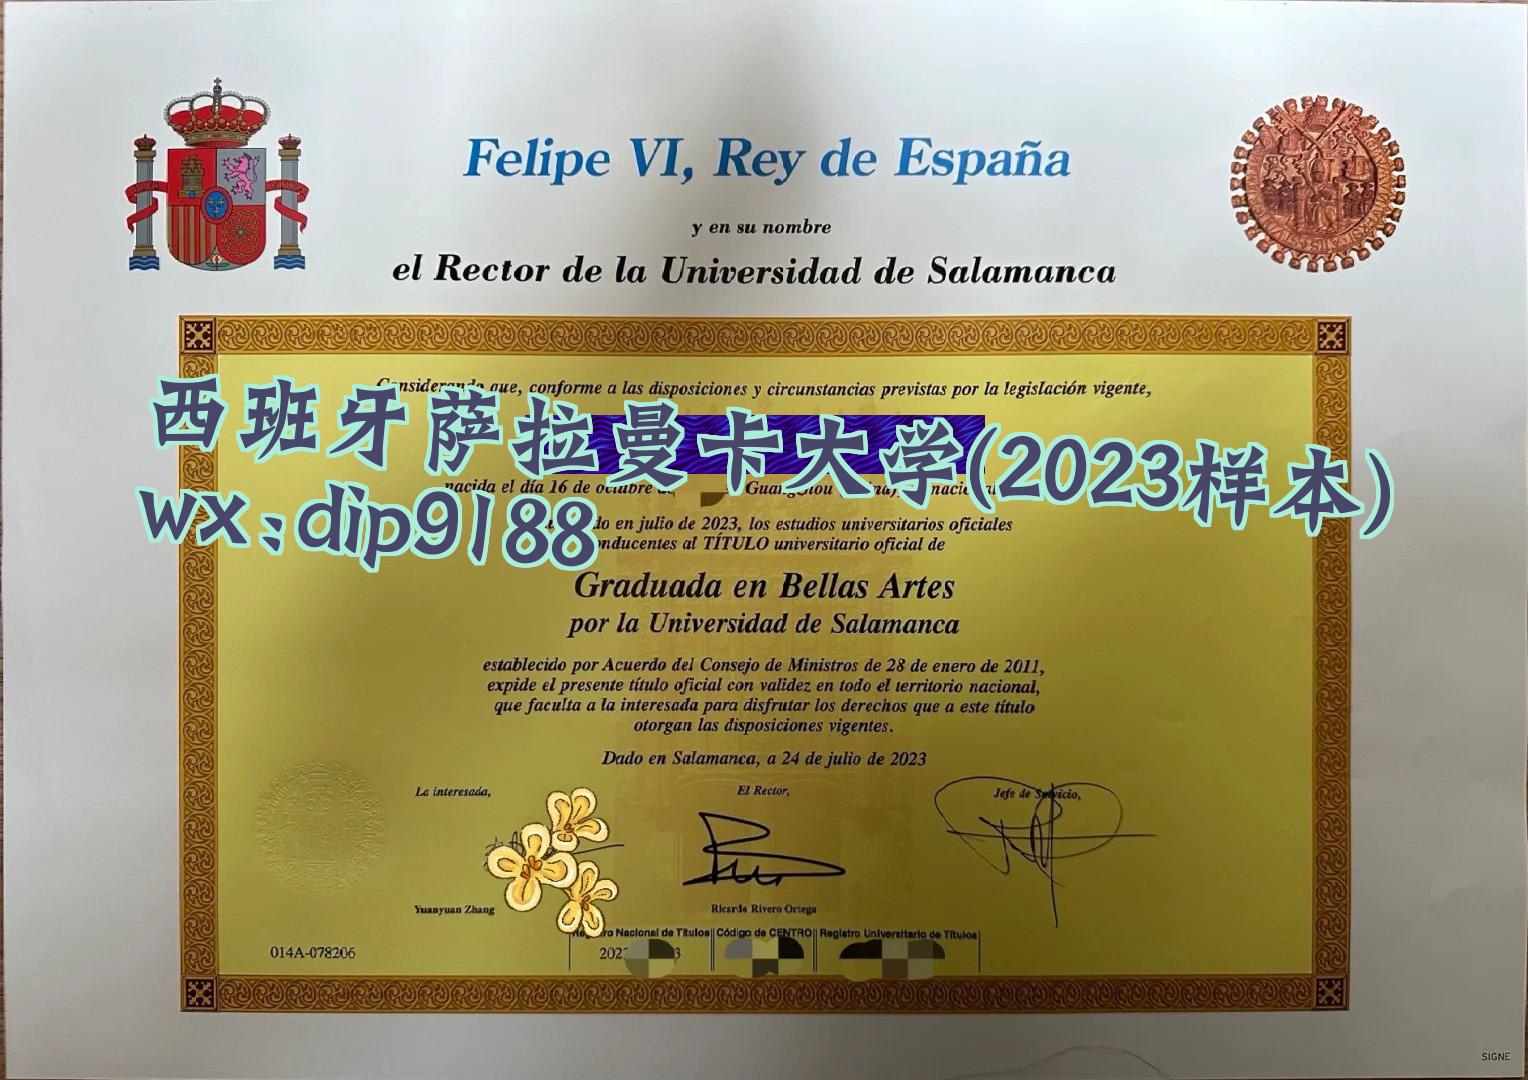 Felipe VI, Rey de España
y en su nombre
el Rector de la Universidad de Salamanca
Considerando que, conforme a las disposiciones y circunstancias previstas por la legislación vigente,
西班牙萨拉曼卡大学(2023样本)
nacida el día 16 de octubre
wx:dip9188
en julio de 2023, los estudios universitarios oficiales
conducentes al TÍTULO universitario oficial de
Graduada en Bellas Artes
por la Universidad de Salamanca
establecido por Acuerdo del Consejo de Ministros de 28 de enero de 2011,
expide el presente título oficial con validez en todo el territorio nacional,
que faculta a la interesada para disfrutar los derechos que a este título
otorgan las disposiciones vigentes.
Dado en Salamanca, a 24 de julio de 2023
La interesada, El Rector, Jefe de Servicio,
Yuanyuan Zhang Ricardo Rivero Ortega
Nacional de Títulos Código de CENTRO Registro Universitario de Títulos
014A-078206
SIGNE